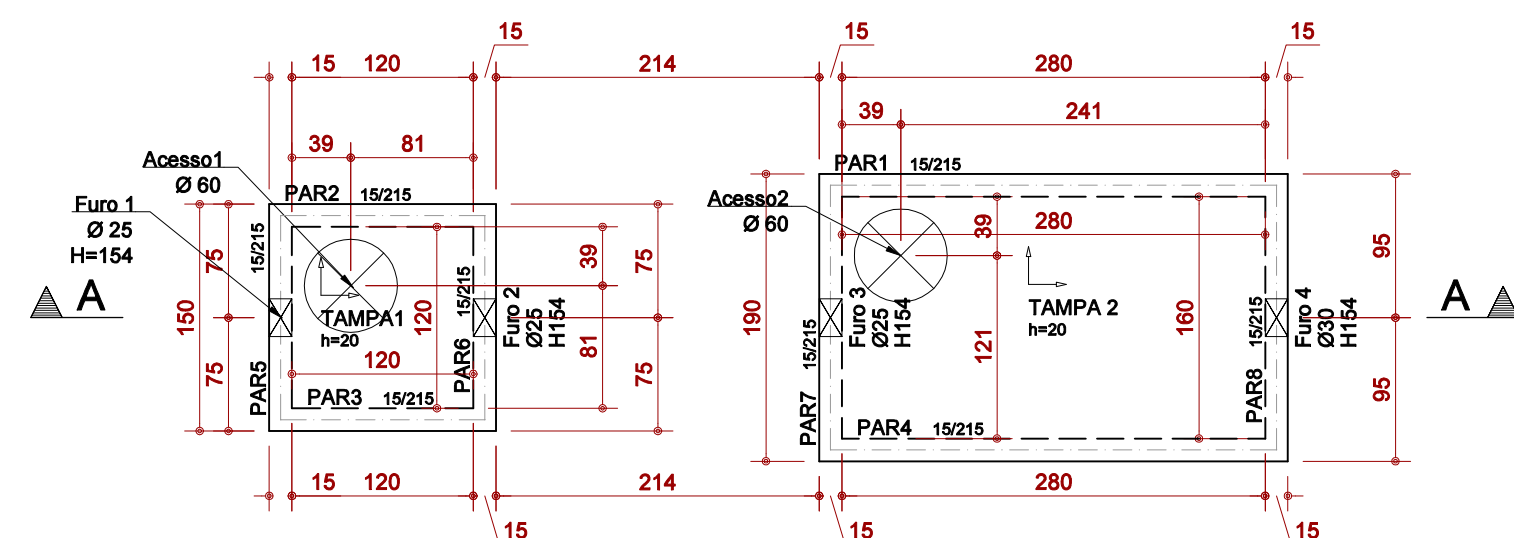 15
15
15
15
120
214
280
39
81
39
241
Acesso1
Ø 60
PAR2
15/215
PAR1
15/215
Furo 1
Ø 25
H=154
Acesso2
Ø 60
15/215
75
39
75
39
280
95
A
150
TAMPA1
h=20
120
15/215
Furo 2
Ø25
H154
190
15/215
Furo 3
Ø25
H154
TAMPA 2
h=20
160
15/215
Furo 4
Ø30
H154
A
75
PAR5
120
PAR6
81
75
121
95
PAR3
15/215
PAR7
PAR4
15/215
PAR8
15
120
214
280
15
15
15